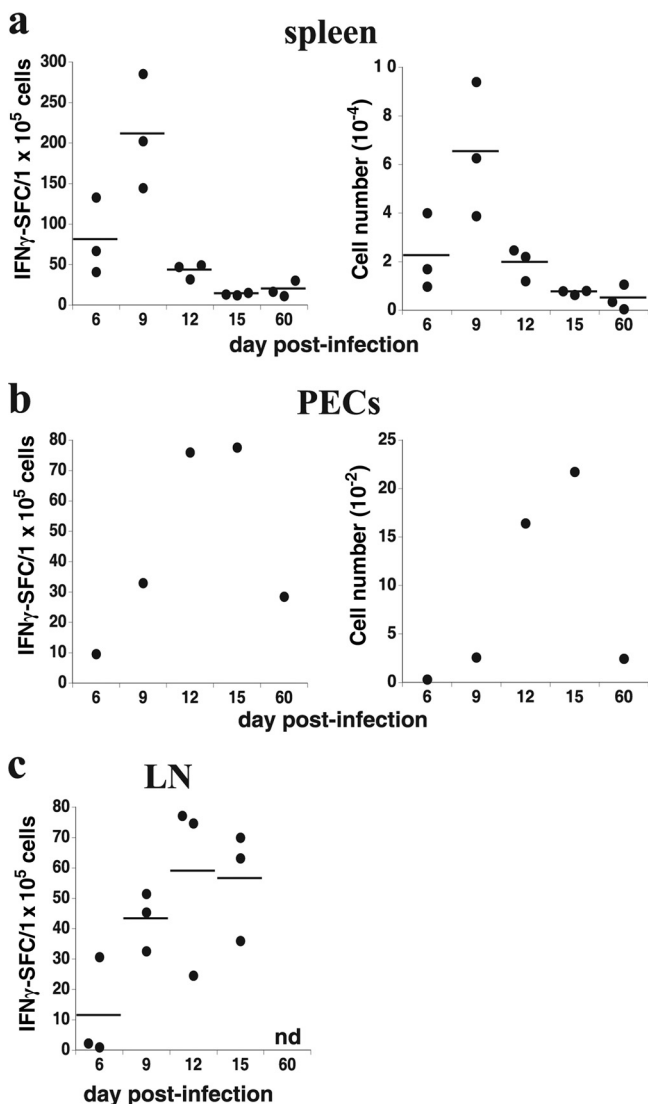 a
spleen
IFNγ-SFC/1 x 10⁵ cells
300
250
200
150
100
50
0
6 9 12 15 60
Cell number (10⁻⁴)
10
8
6
4
2
0
6 9 12 15 60
day post-infection
b
PECs
IFNγ-SFC/1 x 10⁵ cells
80
70
60
50
40
30
20
10
0
6 9 12 15 60
Cell number (10⁻²)
25
20
15
10
5
0
6 9 12 15 60
day post-infection
c
LN
IFNγ-SFC/1 x 10⁵ cells
80
70
60
50
40
30
20
10
0
nd
6 9 12 15 60
day post-infection